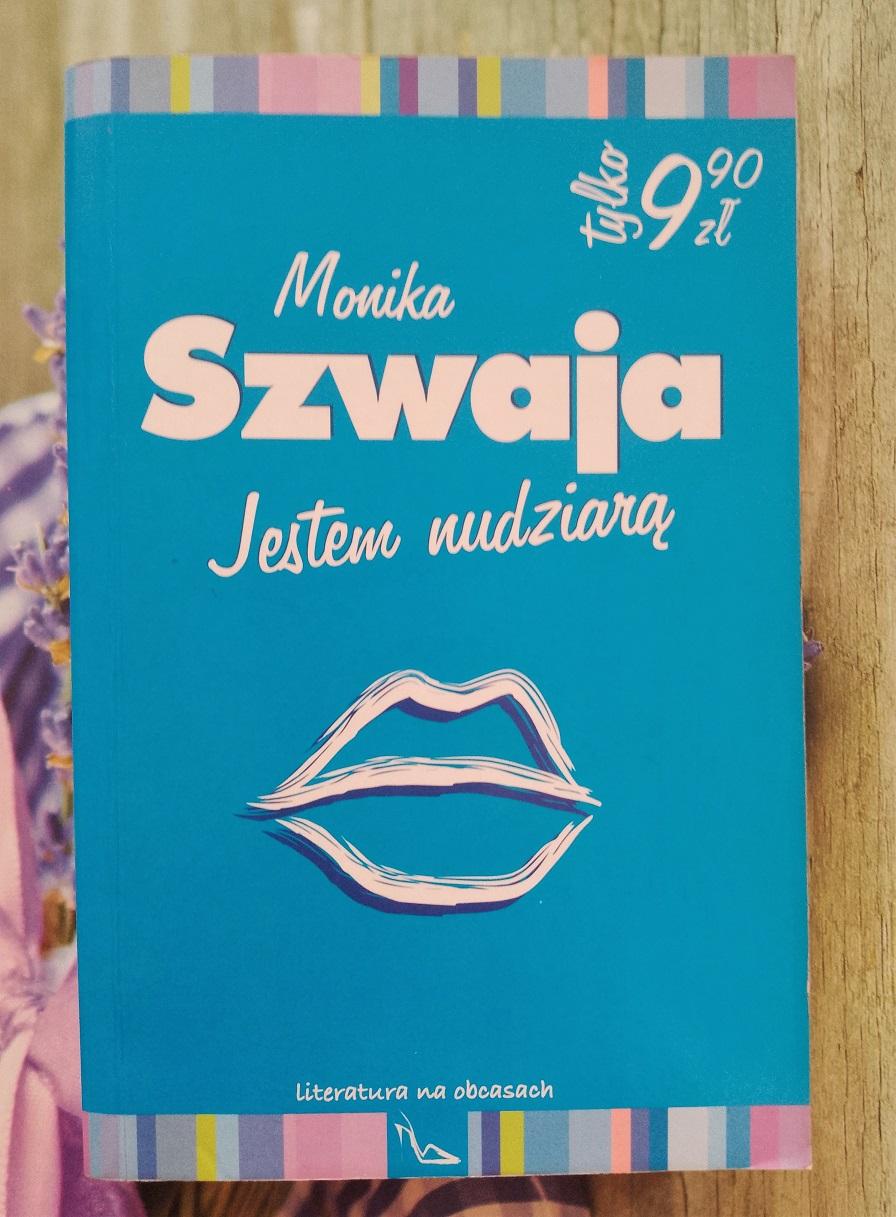 tylko 9 90 zł
Monika
Szwaja
Jestem nudziarą
literatura na obcasach